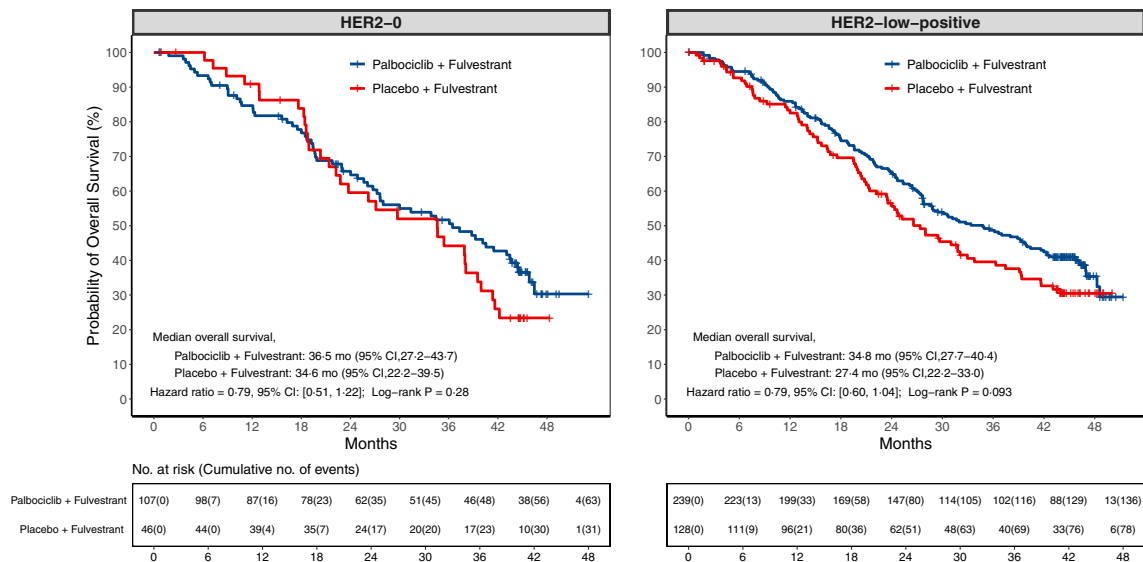 HER2−0
HER2−low−positive
Probability of Overall Survival (%)
100
90
80
70
60
50
40
30
20
10
0
Palbociclib + Fulvestrant
Placebo + Fulvestrant
Median overall survival,
Palbociclib + Fulvestrant: 36·5 mo (95% CI,27·2−43·7)
Placebo + Fulvestrant: 34·6 mo (95% CI,22·2−39·5)
Hazard ratio = 0·79, 95% CI: [0·51, 1·22]; Log−rank P = 0·28
0 6 12 18 24 30 36 42 48
Months
100
90
80
70
60
50
40
30
20
10
0
Palbociclib + Fulvestrant
Placebo + Fulvestrant
Median overall survival,
Palbociclib + Fulvestrant: 34·8 mo (95% CI,27·7−40·4)
Placebo + Fulvestrant: 27·4 mo (95% CI,22·2−33·0)
Hazard ratio = 0·79, 95% CI: [0·60, 1·04]; Log−rank P = 0·093
0 6 12 18 24 30 36 42 48
Months
No. at risk (Cumulative no. of events)
Palbociclib + Fulvestrant 107(0) 98(7) 87(16) 78(23) 62(35) 51(45) 46(48) 38(56) 4(63)
Placebo + Fulvestrant 46(0) 44(0) 39(4) 35(7) 24(17) 20(20) 17(23) 10(30) 1(31)
0 6 12 18 24 30 36 42 48
239(0) 223(13) 199(33) 169(58) 147(80) 114(105) 102(116) 88(129) 13(136)
128(0) 111(9) 96(21) 80(36) 62(51) 48(63) 40(69) 33(76) 6(78)
0 6 12 18 24 30 36 42 48